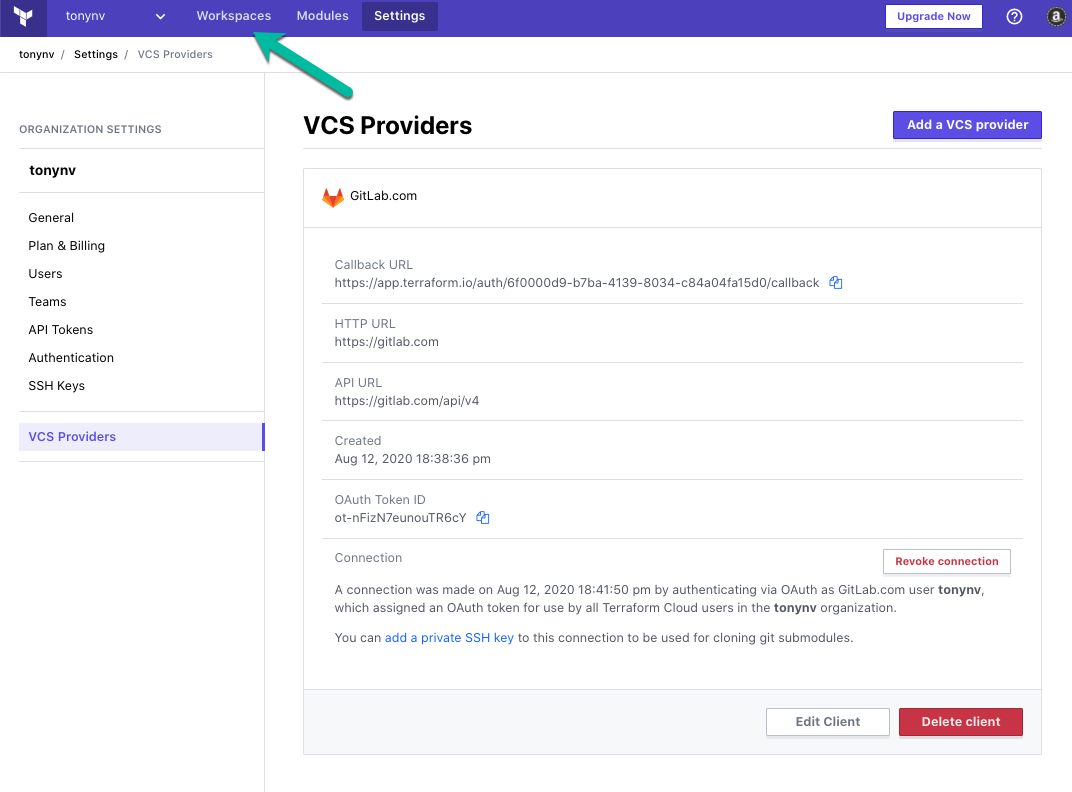 tonynv Workspaces Modules Settings Upgrade Now
tonynv / Settings / VCS Providers
ORGANIZATION SETTINGS
tonynv
General
Plan & Billing
Users
Teams
API Tokens
Authentication
SSH Keys
VCS Providers
VCS Providers
Add a VCS provider
GitLab.com
Callback URL
https://app.terraform.io/auth/6f0000d9-b7ba-4139-8034-c84a04fa15d0/callback
HTTP URL
https://gitlab.com
API URL
https://gitlab.com/api/v4
Created
Aug 12, 2020 18:38:36 pm
OAuth Token ID
ot-nFizN7eunouTR6cY
Connection
Revoke connection
A connection was made on Aug 12, 2020 18:41:50 pm by authenticating via OAuth as GitLab.com user tonynv,
which assigned an OAuth token for use by all Terraform Cloud users in the tonynv organization.
You can add a private SSH key to this connection to be used for cloning git submodules.
Edit Client
Delete client